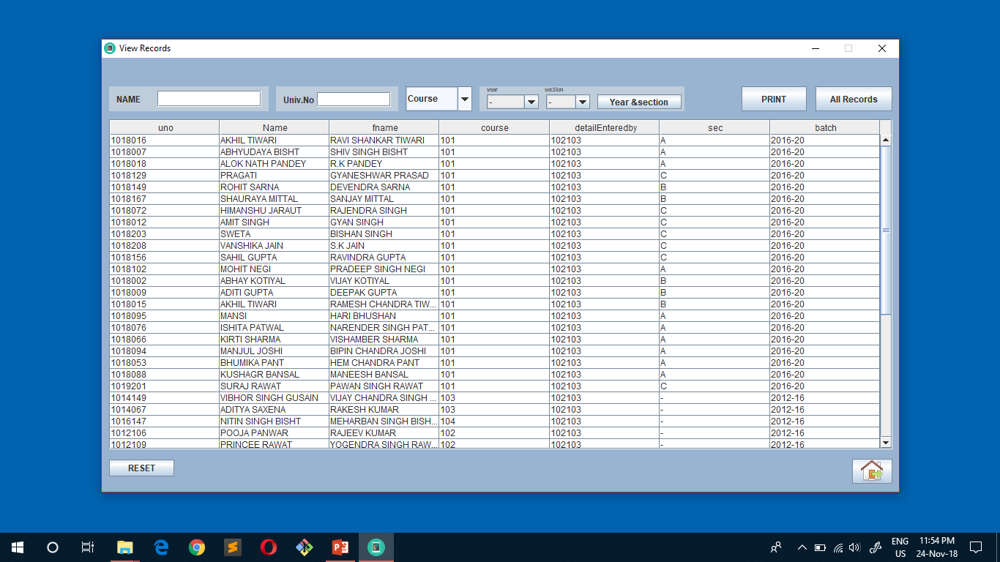 View Records
year section
NAME Univ.No Course - - Year &section PRINT All Records
uno Name fname course detailEnteredby sec batch
1018016 AKHIL TIWARI RAVI SHANKAR TIWARI 101 102103 A 2016-20
1018007 ABHYUDAYA BISHT SHIV SINGH BISHT 101 102103 A 2016-20
1018018 ALOK NATH PANDEY R.K PANDEY 101 102103 A 2016-20
1018129 PRAGATI GYANESHWAR PRASAD 101 102103 C 2016-20
1018149 ROHIT SARNA DEVENDRA SARNA 101 102103 B 2016-20
1018167 SHAURAYA MITTAL SANJAY MITTAL 101 102103 B 2016-20
1018072 HIMANSHU JARAUT RAJENDRA SINGH 101 102103 C 2016-20
1018012 AMIT SINGH GYAN SINGH 101 102103 C 2016-20
1018203 SWETA BISHAN SINGH 101 102103 C 2016-20
1018208 VANSHIKA JAIN S.K JAIN 101 102103 C 2016-20
1018156 SAHIL GUPTA RAVINDRA GUPTA 101 102103 C 2016-20
1018102 MOHIT NEGI PRADEEP SINGH NEGI 101 102103 A 2016-20
1018002 ABHAY KOTIYAL VIJAY KOTIYAL 101 102103 B 2016-20
1018009 ADITI GUPTA DEEPAK GUPTA 101 102103 B 2016-20
1018015 AKHIL TIWARI RAMESH CHANDRA TIW... 101 102103 B 2016-20
1018095 MANSI HARI BHUSHAN 101 102103 A 2016-20
1018076 ISHITA PATWAL NARENDER SINGH PAT... 101 102103 A 2016-20
1018066 KIRTI SHARMA VISHAMBER SHARMA 101 102103 A 2016-20
1018094 MANJUL JOSHI BIPIN CHANDRA JOSHI 101 102103 A 2016-20
1018053 BHUMIKA PANT HEM CHANDRA PANT 101 102103 A 2016-20
1018088 KUSHAGR BANSAL MANEESH BANSAL 101 102103 A 2016-20
1019201 SURAJ RAWAT PAWAN SINGH RAWAT 101 102103 C 2016-20
1014149 VIBHOR SINGH GUSAIN VIJAY CHANDRA SINGH ... 103 102103 - 2012-16
1014067 ADITYA SAXENA RAKESH KUMAR 103 102103 - 2012-16
1016147 NITIN SINGH BISHT MEHARBAN SINGH BISH... 104 102103 - 2012-16
1012106 POOJA PANWAR RAJEEV KUMAR 102 102103 - 2012-16
1012109 PRINCEE RAWAT YOGENDRA SINGH RAW... 102 102103 - 2012-16
RESET
ENG 11:54 PM
US 24-Nov-18